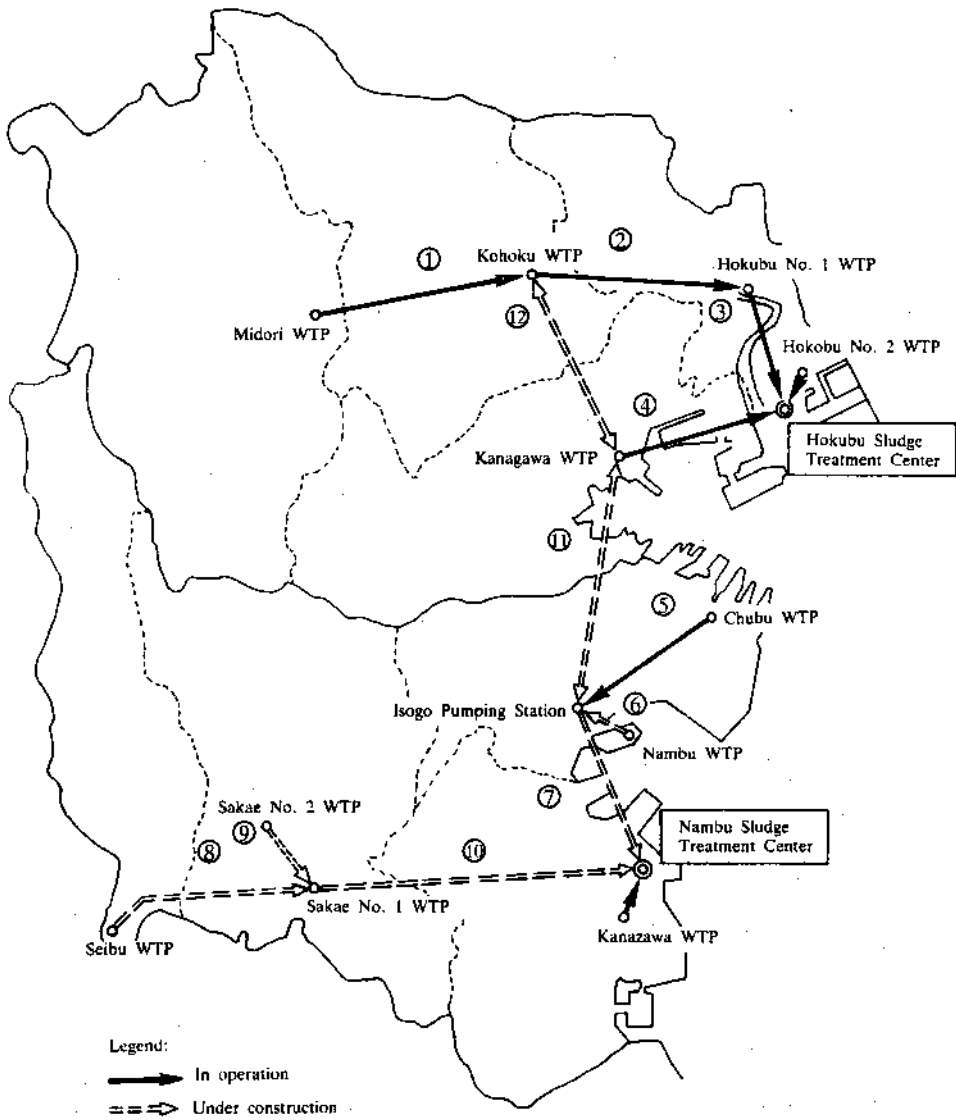 ②
Kohoku WTP
①
Hokubu No. 1 WTP
⑫
③
Midori WTP
Hokobu No. 2 WTP
④
Kanagawa WTP
Hokubu Sludge
Treatment Center
⑪
⑤
Chubu WTP
Isogo Pumping Station
⑥
Nambu WTP
⑦
Sakae No. 2 WTP
Nambu Sludge
Treatment Center
⑧
⑨
⑩
Sakae No. 1 WTP
Seibu WTP
Kanazawa WTP
Legend:
In operation
Under construction